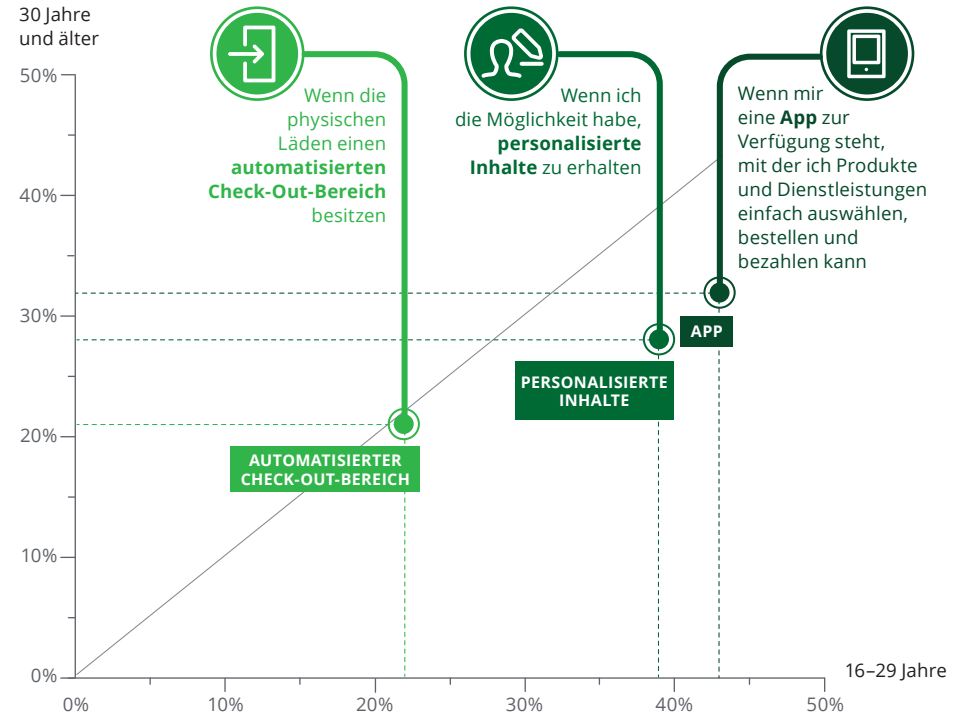 30 Jahre
und älter
Wenn die
physischen
Läden einen
automatisierten
Check-Out-Bereich
besitzen
Wenn ich
die Möglichkeit habe,
personalisierte
Inhalte zu erhalten
Wenn mir
eine App zur
Verfügung steht,
mit der ich Produkte
und Dienstleistungen
einfach auswählen,
bestellen und
bezahlen kann
50%
40%
30%
20%
10%
0%
APP
PERSONALISIERTE
INHALTE
AUTOMATISIERTER
CHECK-OUT-BEREICH
16–29 Jahre
0%
10%
20%
30%
40%
50%